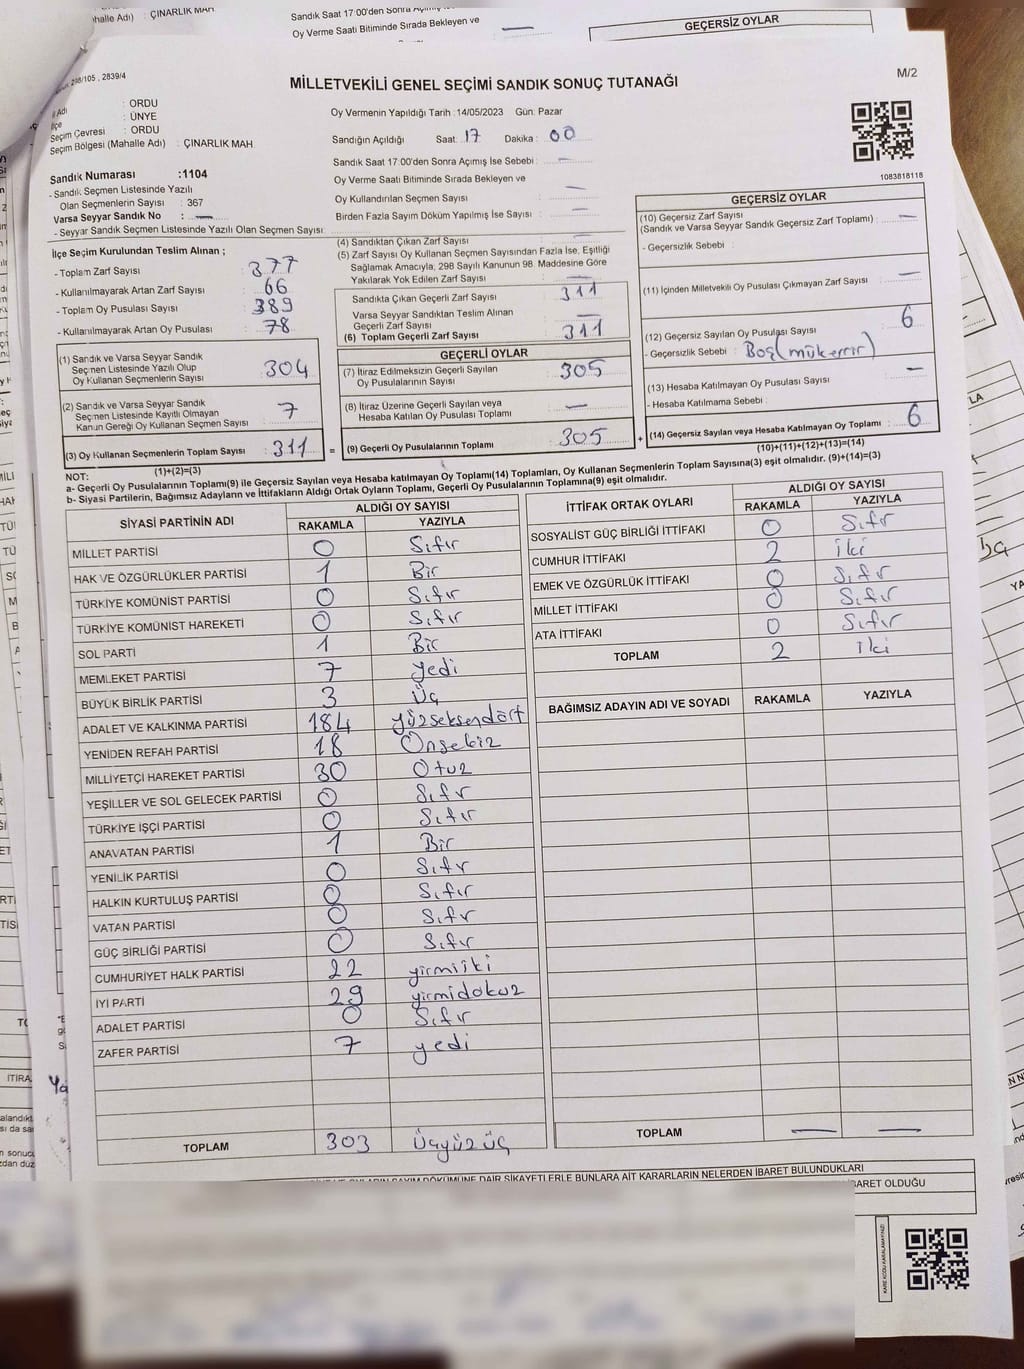 ÇINARLIK MAH
Sandık Saat 17:00'den Sonra
Oy Verme Saati Bitiminde Sırada Bekleyen ve
GEÇERSİZ OYLAR
298/105 , 2839/4
MİLLETVEKİLİ GENEL SEÇİMİ SANDIK SONUÇ TUTANAĞI
M/2
İl Adı : ORDU
İlçe : ÜNYE
Seçim Çevresi : ORDU
Seçim Bölgesi (Mahalle Adı) : ÇINARLIK MAH.
Oy Vermenin Yapıldığı Tarih : 14/05/2023 Gün: Pazar
Sandığın Açıldığı Saat: 17 Dakika : 00
Sandık Saat 17:00'den Sonra Açımış İse Sebebi : —
Oy Verme Saati Bitiminde Sırada Bekleyen ve
Oy Kullandırılan Seçmen Sayısı —
Birden Fazla Sayım Döküm Yapılmış İse Sayısı : —
1083818118
Sandık Numarası :1104
- Sandık Seçmen Listesinde Yazılı
Olan Seçmenlerin Sayısı : 367
Varsa Seyyar Sandık No : —
- Seyyar Sandık Seçmen Listesinde Yazılı Olan Seçmen Sayısı:
İlçe Seçim Kurulundan Teslim Alınan ;
- Toplam Zarf Sayısı : 377
- Kullanılmayarak Artan Zarf Sayısı : 66
- Toplam Oy Pusulası Sayısı : 389
- Kullanılmayarak Artan Oy Pusulası : 78
(1) Sandık ve Varsa Seyyar Sandık
Seçmen Listesinde Yazılı Olup
Oy Kullanan Seçmenlerin Sayısı : 304
(2) Sandık ve Varsa Seyyar Sandık
Seçmen Listesinde Kayıtlı Olmayan
Kanun Gereği Oy Kullanan Seçmen Sayısı : 7
(3) Oy Kullanan Seçmenlerin Toplam Sayısı : 311
(1)+(2)=(3)
(4) Sandıktan Çıkan Zarf Sayısı —
(5) Zarf Sayısı Oy Kullanan Seçmen Sayısından Fazla İse, Eşitliği
Sağlamak Amacıyla, 298 Sayılı Kanunun 98. Maddesine Göre
Yakılarak Yok Edilen Zarf Sayısı : —
Sandıkta Çıkan Geçerli Zarf Sayısı : 311
Varsa Seyyar Sandıktan Teslim Alınan
Geçerli Zarf Sayısı : —
(6) Toplam Geçerli Zarf Sayısı : 311
GEÇERLİ OYLAR
(7) İtiraz Edilmeksizin Geçerli Sayılan
Oy Pusulalarının Sayısı : 305
(8) İtiraz Üzerine Geçerli Sayılan veya
Hesaba Katılan Oy Pusulası Toplamı : —
= (9) Geçerli Oy Pusulalarının Toplamı : 305
GEÇERSİZ OYLAR
(10) Geçersiz Zarf Sayısı
(Sandık ve Varsa Seyyar Sandık Geçersiz Zarf Toplamı) : —
- Geçersizlik Sebebi :
(11) İçinden Milletvekili Oy Pusulası Çıkmayan Zarf Sayısı : —
(12) Geçersiz Sayılan Oy Pusulası Sayısı : 6
- Geçersizlik Sebebi : Boş (mükerrir)
(13) Hesaba Katılmayan Oy Pusulası Sayısı : —
- Hesaba Katılmama Sebebi :
+ (14) Geçersiz Sayılan veya Hesaba Katılmayan Oy Toplamı : 6
(10)+(11)+(12)+(13)=(14)
NOT:
a- Geçerli Oy Pusulalarının Toplamı(9) ile Geçersiz Sayılan veya Hesaba katılmayan Oy Toplamı(14) Toplamları, Oy Kullanan Seçmenlerin Toplam Sayısına(3) eşit olmalıdır. (9)+(14)=(3)
b- Siyasi Partilerin, Bağımsız Adayların ve İttifakların Aldığı Ortak Oyların Toplamı, Geçerli Oy Pusulalarının Toplamına(9) eşit olmalıdır.
SİYASİ PARTİNİN ADI ALDIĞI OY SAYISI
RAKAMLA YAZIYLA
MİLLET PARTİSİ 0 Sıfır
HAK VE ÖZGÜRLÜKLER PARTİSİ 1 Bir
TÜRKİYE KOMÜNİST PARTİSİ 0 Sıfır
TÜRKİYE KOMÜNİST HAREKETİ 0 Sıfır
SOL PARTİ 1 Bir
MEMLEKET PARTİSİ 7 yedi
BÜYÜK BİRLİK PARTİSİ 3 Üç
ADALET VE KALKINMA PARTİSİ 184 yüzseksendört
YENİDEN REFAH PARTİSİ 18 Onsekiz
MİLLİYETÇİ HAREKET PARTİSİ 30 Otuz
YEŞİLLER VE SOL GELECEK PARTİSİ 0 Sıfır
TÜRKİYE İŞÇİ PARTİSİ 0 Sıfır
ANAVATAN PARTİSİ 1 Bir
YENİLİK PARTİSİ 0 Sıfır
HALKIN KURTULUŞ PARTİSİ 0 Sıfır
VATAN PARTİSİ 0 Sıfır
GÜÇ BİRLİĞİ PARTİSİ 0 Sıfır
CUMHURİYET HALK PARTİSİ 22 yirmiiki
İYİ PARTİ 29 yirmidokuz
ADALET PARTİSİ 0 Sıfır
ZAFER PARTİSİ 7 yedi
TOPLAM 303 Üçyüzüç
İTTİFAK ORTAK OYLARI ALDIĞI OY SAYISI
RAKAMLA YAZIYLA
SOSYALİST GÜÇ BİRLİĞİ İTTİFAKI 0 Sıfır
CUMHUR İTTİFAKI 2 İki
EMEK VE ÖZGÜRLÜK İTTİFAKI 0 Sıfır
MİLLET İTTİFAKI 0 Sıfır
ATA İTTİFAKI 0 Sıfır
TOPLAM 2 İki
BAĞIMSIZ ADAYIN ADI VE SOYADI RAKAMLA YAZIYLA
TOPLAM — —
DÖKÜMÜNE DAİR ŞİKAYETLERLE BUNLARA AİT KARARLARIN NELERDEN İBARET BULUNDUKLARI
İBARET OLDUĞU
KARE KODU KARALAMAYINIZ!